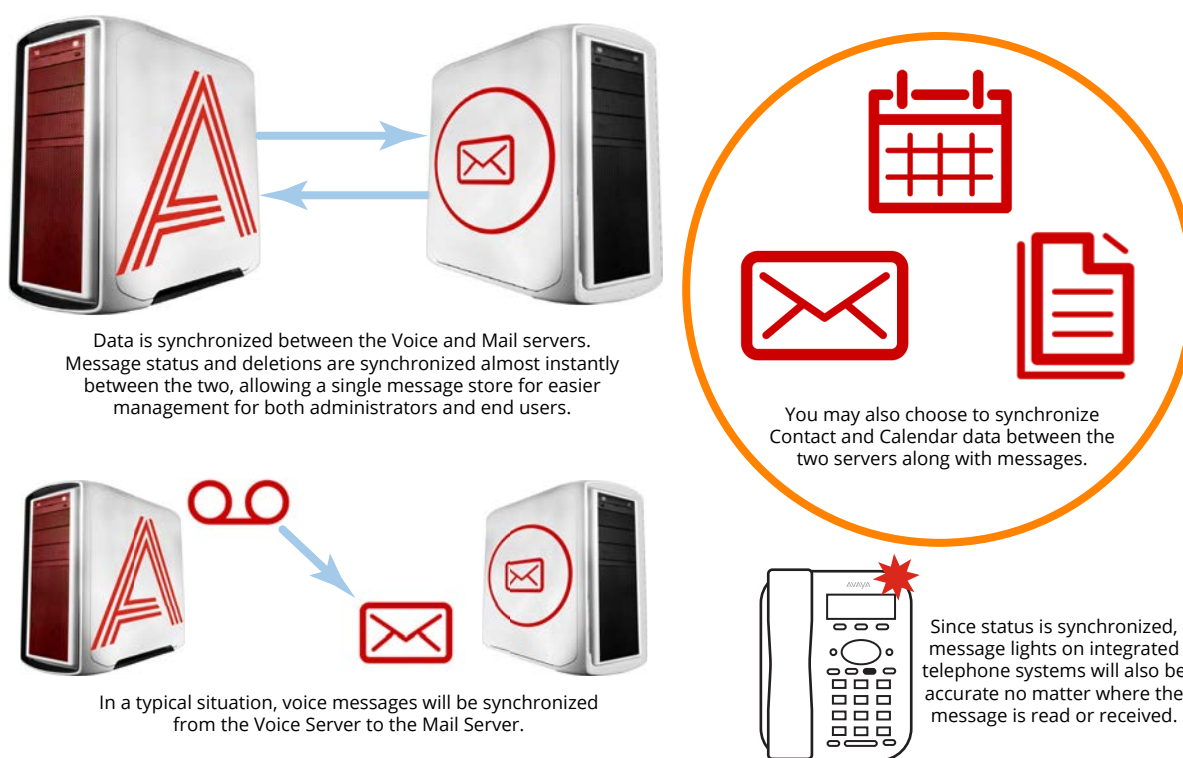 Data is synchronized between the Voice and Mail servers.
Message status and deletions are synchronized almost instantly
between the two, allowing a single message store for easier
management for both administrators and end users.
You may also choose to synchronize
Contact and Calendar data between the
two servers along with messages.
In a typical situation, voice messages will be synchronized
from the Voice Server to the Mail Server.
AVAYA
Since status is synchronized,
message lights on integrated
telephone systems will also be
accurate no matter where the
message is read or received.